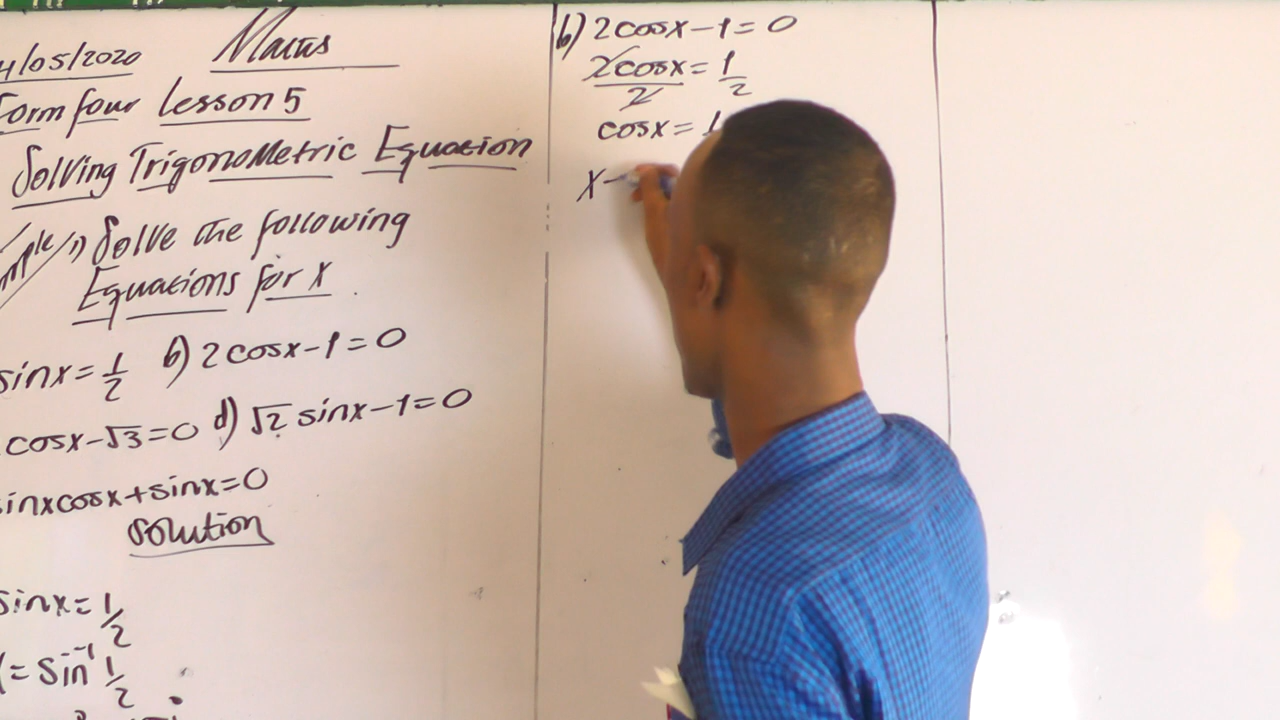 4/05/2020 Maths
Form four Lesson 5
Solving Trigonometric Equation
1) Solve the following
Equations for x
sinx=1/2 b) 2cosx-1=0
cosx-√3=0 d) √2 sinx-1=0
sinxcosx+sinx=0
Solution
sinx=1/2
x=sin⁻¹ 1/2
b) 2cosx-1=0
2cosx/2=1/2
cosx=1
x